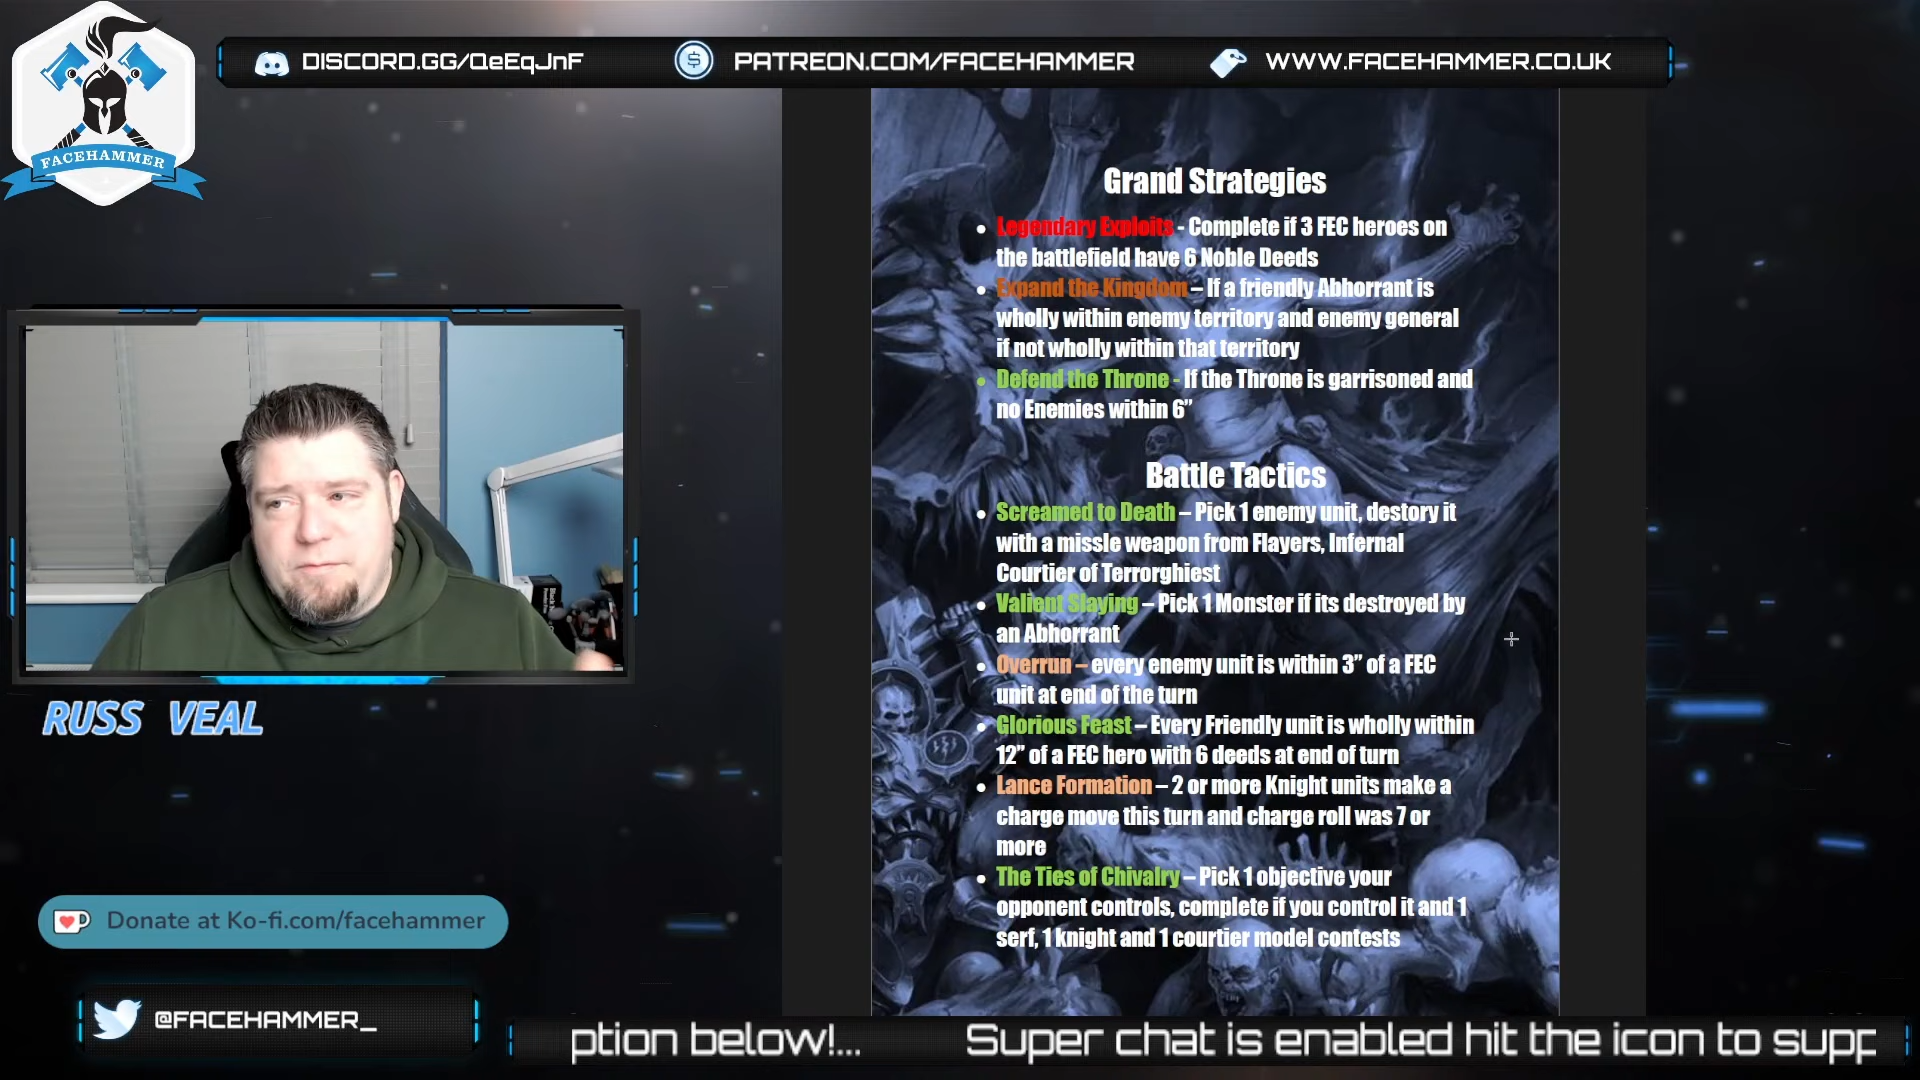 DISCORD.GG/QeEqJnF
PATREON.COM/FACEHAMMER
WWW.FACEHAMMER.CO.UK
FACEHAMMER
Grand Strategies
Legendary Exploits - Complete if 3 FEC heroes on
the battlefield have 6 Noble Deeds
Expand the Kingdom – If a friendly Abhorrant is
wholly within enemy territory and enemy general
if not wholly within that territory
Defend the Throne - If the Throne is garrisoned and
no Enemies within 6”
Battle Tactics
Screamed to Death – Pick 1 enemy unit, destory it
with a missle weapon from Flayers, Infernal
Courtier of Terrorghiest
Valient Slaying – Pick 1 Monster if its destroyed by
an Abhorrant
Overrun – every enemy unit is within 3” of a FEC
unit at end of the turn
Glorious Feast – Every Friendly unit is wholly within
12” of a FEC hero with 6 deeds at end of turn
Lance Formation – 2 or more Knight units make a
charge move this turn and charge roll was 7 or
more
The Ties of Chivalry – Pick 1 objective your
opponent controls, complete if you control it and 1
serf, 1 knight and 1 courtier model contests
RUSS VEAL
Donate at Ko-fi.com/facehammer
@FACEHAMMER_
ption below!... Super chat is enabled hit the icon to supp